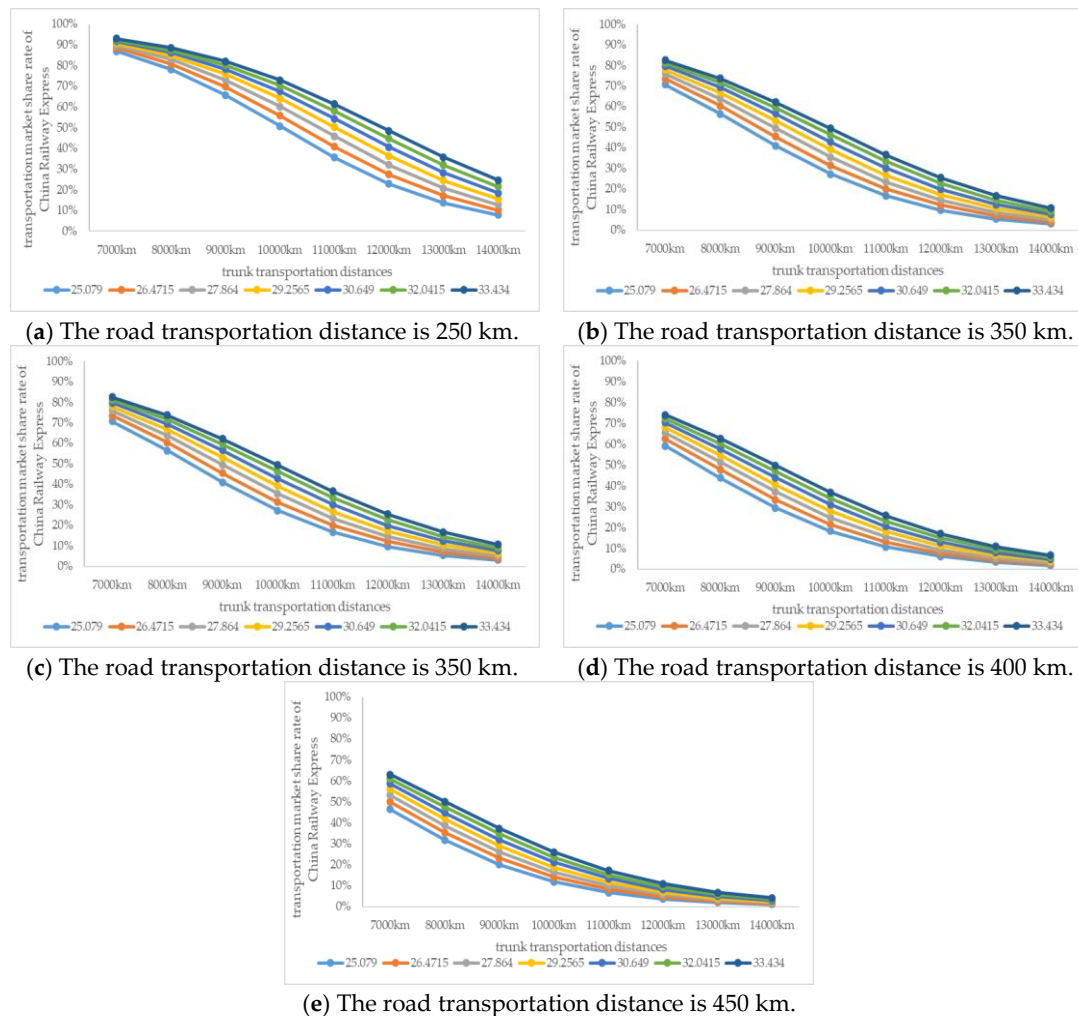 transportation market share rate of
China Railway Express
100%
90%
80%
70%
60%
50%
40%
30%
20%
10%
0%
7000km 8000km 9000km 10000km 11000km 12000km 13000km 14000km
trunk transportation distances
25.079 26.4715 27.864 29.2565 30.649 32.0415 33.434
(a) The road transportation distance is 250 km.
transportation market share rate of
China Railway Express
100%
90%
80%
70%
60%
50%
40%
30%
20%
10%
0%
7000km 8000km 9000km 10000km 11000km 12000km 13000km 14000km
trunk transportation distances
25.079 26.4715 27.864 29.2565 30.649 32.0415 33.434
(b) The road transportation distance is 350 km.
transportation market share rate of
China Railway Express
100%
90%
80%
70%
60%
50%
40%
30%
20%
10%
0%
7000km 8000km 9000km 10000km 11000km 12000km 13000km 14000km
trunk transportation distances
25.079 26.4715 27.864 29.2565 30.649 32.0415 33.434
(c) The road transportation distance is 350 km.
transportation market share rate of
China Railway Express
100%
90%
80%
70%
60%
50%
40%
30%
20%
10%
0%
7000km 8000km 9000km 10000km 11000km 12000km 13000km 14000km
trunk transportation distances
25.079 26.4715 27.864 29.2565 30.649 32.0415 33.434
(d) The road transportation distance is 400 km.
transportation market share rate of
China Railway Express
100%
90%
80%
70%
60%
50%
40%
30%
20%
10%
0%
7000km 8000km 9000km 10000km 11000km 12000km 13000km 14000km
trunk transportation distances
25.079 26.4715 27.864 29.2565 30.649 32.0415 33.434
(e) The road transportation distance is 450 km.